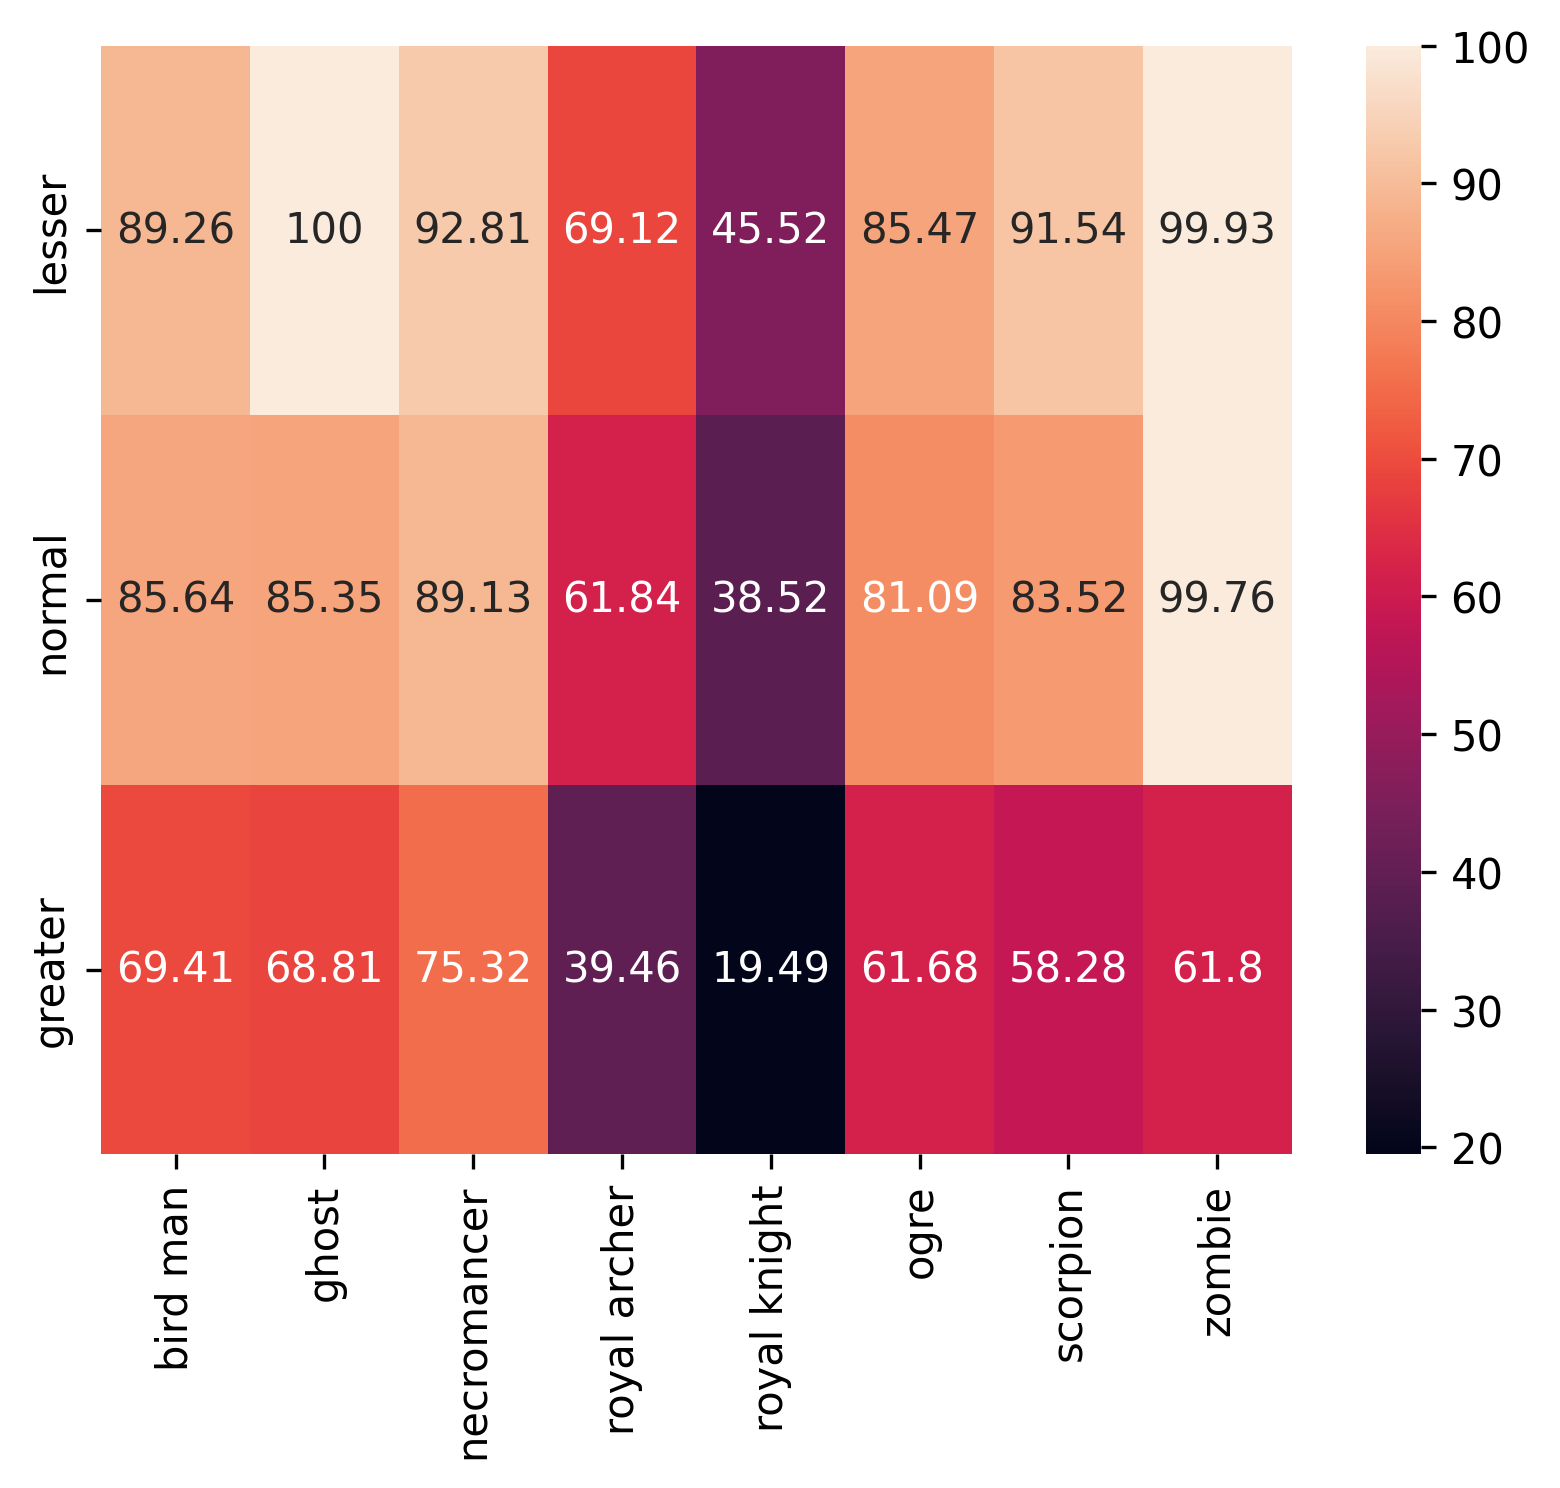 lesser 89.26 100 92.81 69.12 45.52 85.47 91.54 99.93
normal 85.64 85.35 89.13 61.84 38.52 81.09 83.52 99.76
greater 69.41 68.81 75.32 39.46 19.49 61.68 58.28 61.8
bird man
ghost
necromancer
royal archer
royal knight
ogre
scorpion
zombie
100
90
80
70
60
50
40
30
20